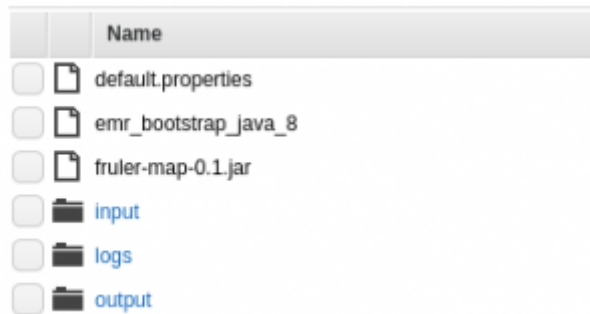 Name
default.properties
emr_bootstrap_java_8
fruler-map-0.1.jar
input
logs
output